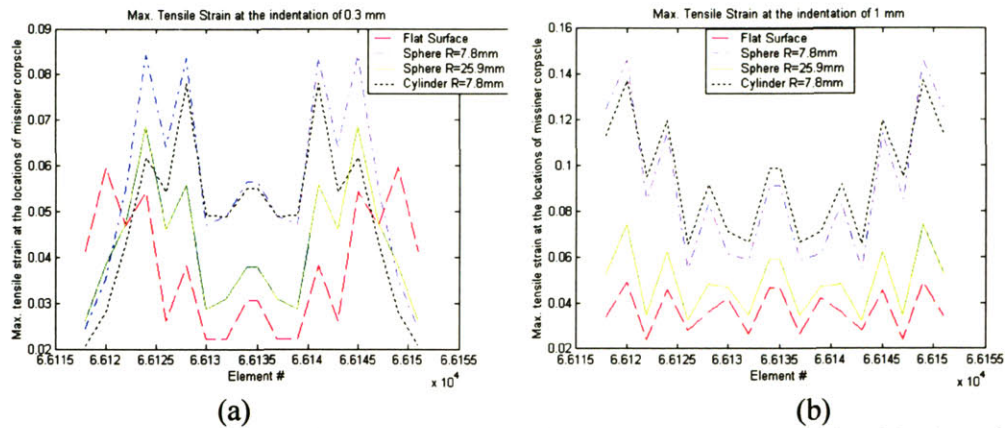 Max. Tensile Strain at the indentation of 0.3 mm
Max. tensile strain at the locations of missiner corpscle
0.09
0.08
0.07
0.06
0.05
0.04
0.03
0.02
Flat Surface
Sphere R=7.8mm
Sphere R=25.9mm
Cylinder R=7.8mm
6.6115 6.612 6.6125 6.613 6.6135 6.614 6.6145 6.615 6.6155
Element #
x 10⁴
(a)
Max. Tensile Strain at the indentation of 1 mm
Max. tensile strain at the locations of missiner corpscle
0.16
0.14
0.12
0.1
0.08
0.06
0.04
0.02
Flat Surface
Sphere R=7.8mm
Sphere R=25.9mm
Cylinder R=7.8mm
6.6115 6.612 6.6125 6.613 6.6135 6.614 6.6145 6.615 6.6155
Element #
x 10⁴
(b)